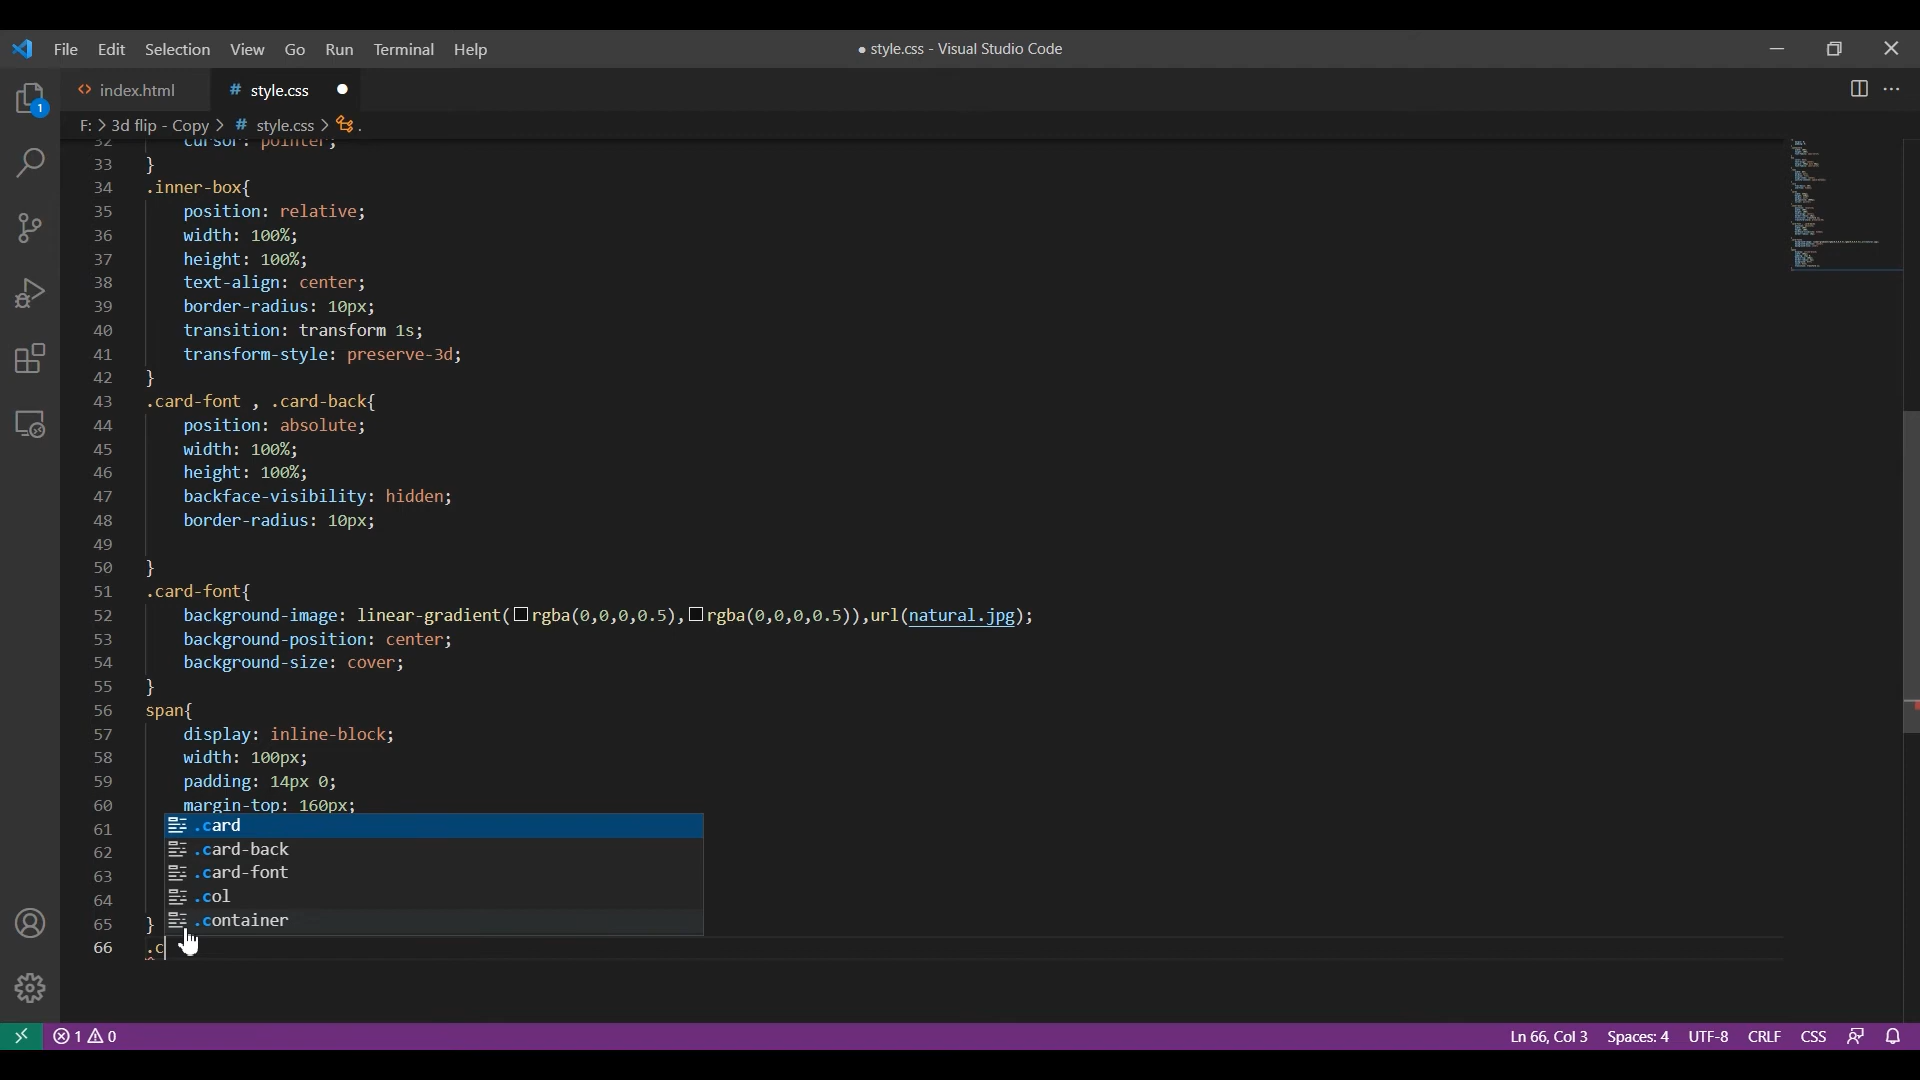 File Edit Selection View Go Run Terminal Help ● style.css - Visual Studio Code
<> index.html # style.css ●
1
F: > 3d flip - Copy > # style.css > .
32 cursor: pointer;
33 }
34 .inner-box{
35 position: relative;
36 width: 100%;
37 height: 100%;
38 text-align: center;
39 border-radius: 10px;
40 transition: transform 1s;
41 transform-style: preserve-3d;
42 }
43 .card-font , .card-back{
44 position: absolute;
45 width: 100%;
46 height: 100%;
47 backface-visibility: hidden;
48 border-radius: 10px;
49
50 }
51 .card-font{
52 background-image: linear-gradient(rgba(0,0,0,0.5),rgba(0,0,0,0.5)),url(natural.jpg);
53 background-position: center;
54 background-size: cover;
55 }
56 span{
57 display: inline-block;
58 width: 100px;
59 padding: 14px 0;
60 margin-top: 160px;
61 .card
62 .card-back
63 .card-font
64 .col
65 } .container
66 .c
1 0 Ln 66, Col 3 Spaces: 4 UTF-8 CRLF CSS